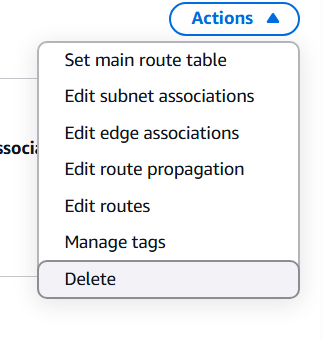 Actions
Set main route table
Edit subnet associations
Edit edge associations
Edit route propagation
Edit routes
Manage tags
Delete